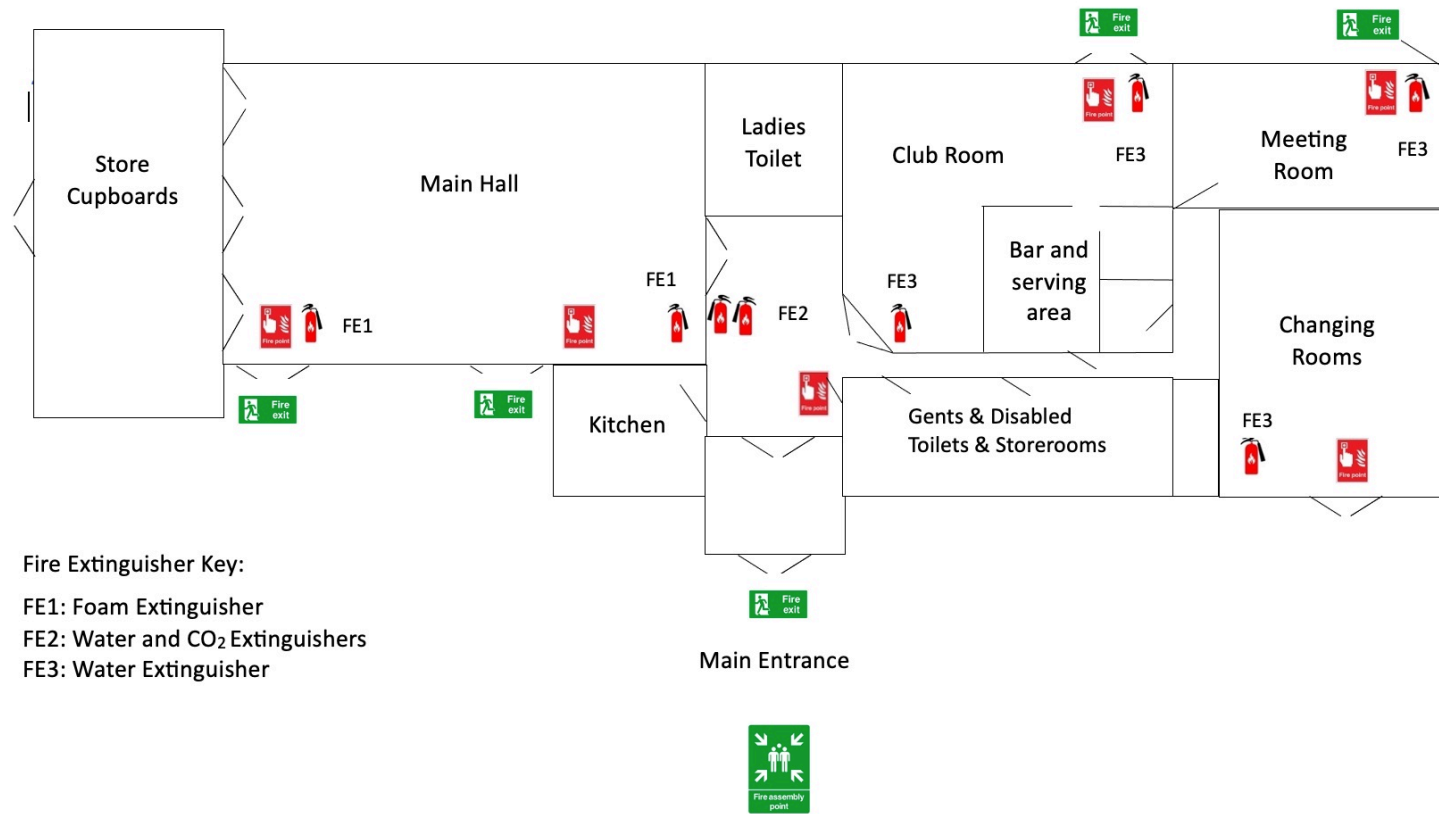 Fire
exit
Fire
exit
Fire point
Fire point
Ladies
Toilet
Club Room
FE3
Meeting
Room
FE3
Store
Cupboards
Main Hall
Bar and
serving
area
FE1
FE3
FE1
FE2
Fire point
Fire point
Changing
Rooms
Fire point
Fire
exit
Fire
exit
Kitchen
Gents & Disabled
Toilets & Storerooms
FE3
Fire point
Fire Extinguisher Key:
FE1: Foam Extinguisher
FE2: Water and CO₂ Extinguishers
FE3: Water Extinguisher
Fire
exit
Main Entrance
Fire assembly
point